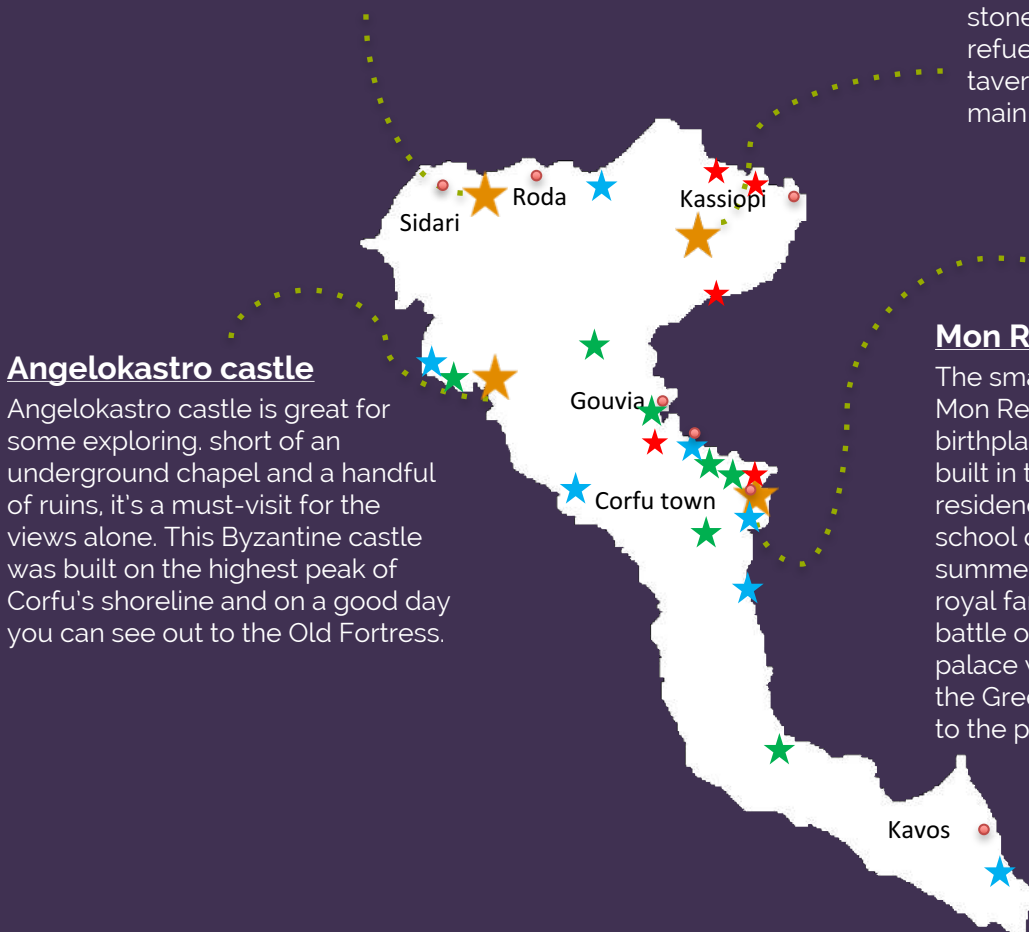 stone
refue
taver
main
Roda
Kassiopi
Sidari
Angelokastro castle
Angelokastro castle is great for
some exploring. short of an
underground chapel and a handful
of ruins, it's a must-visit for the
views alone. This Byzantine castle
was built on the highest peak of
Corfu's shoreline and on a good day
you can see out to the Old Fortress.
Gouvia
Corfu town
Mon R
The sma
Mon Re
birthpla
built in t
residen
school o
summe
royal fa
battle o
palace v
the Gree
to the p
Kavos